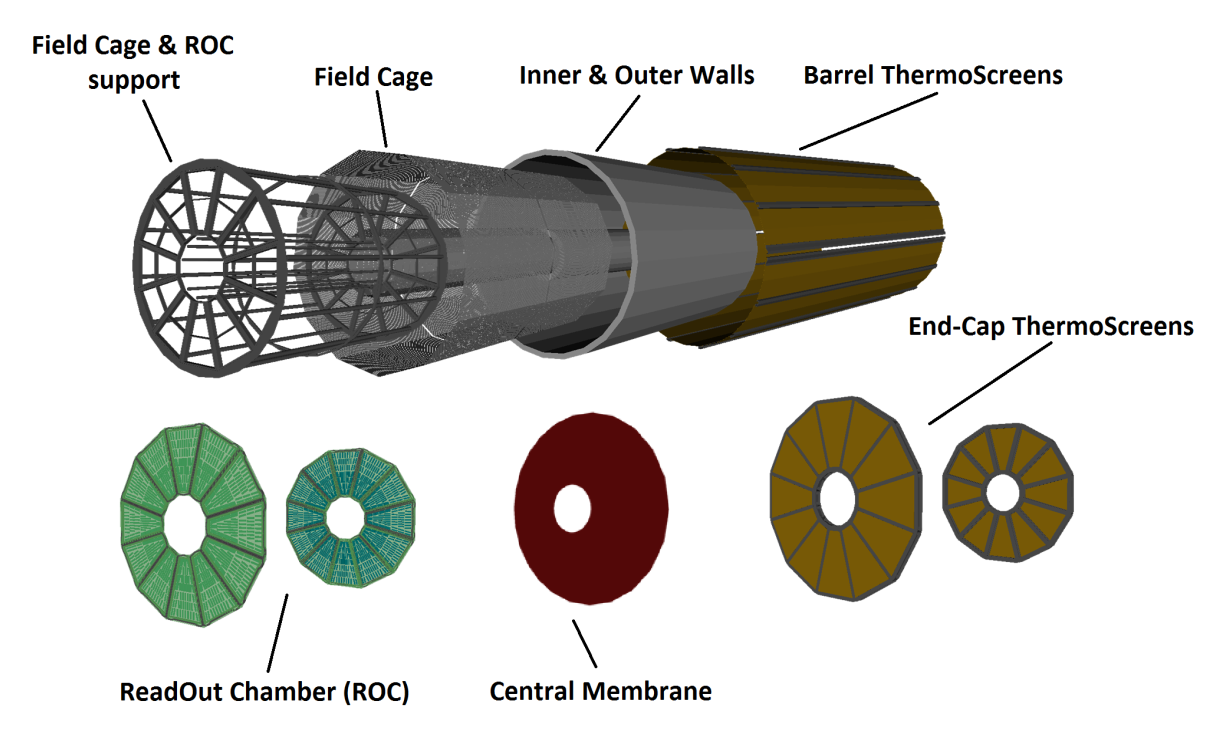 Field Cage & ROC
support
Field Cage
Inner & Outer Walls
Barrel ThermoScreens
End-Cap ThermoScreens
ReadOut Chamber (ROC)
Central Membrane